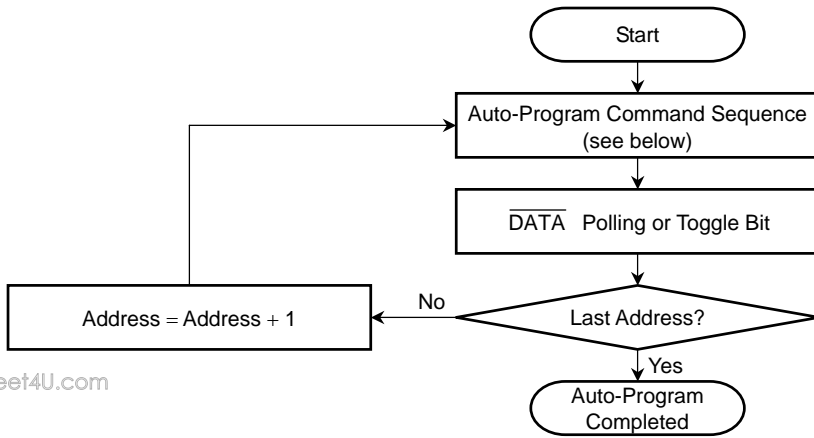 Start
Auto-Program Command Sequence
(see below)
D̅A̅T̅A̅ Polling or Toggle Bit
Last Address?
No
Address = Address + 1
Yes
Auto-Program
Completed
eet4U.com